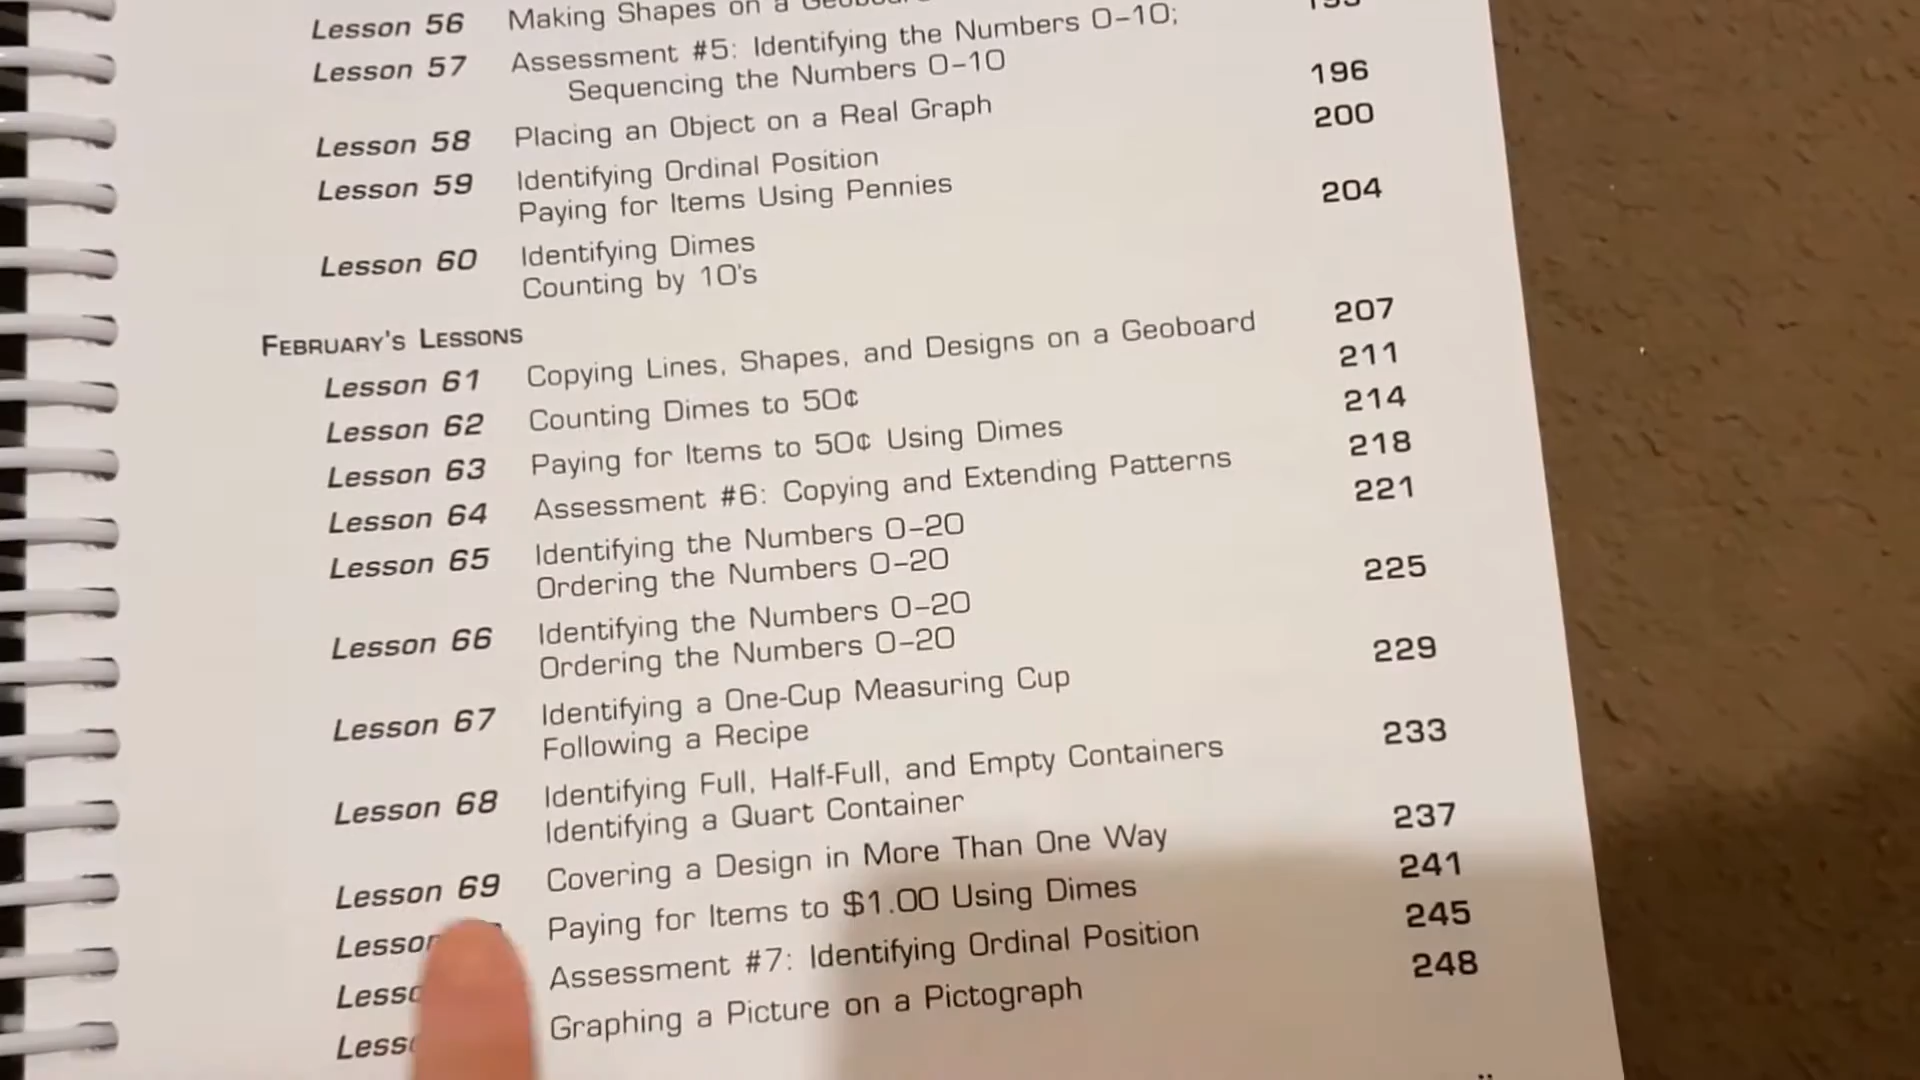 Lesson 56 Making Shapes on a
Lesson 57 Assessment #5: Identifying the Numbers 0–10;
Sequencing the Numbers 0–10
Lesson 58 Placing an Object on a Real Graph 196
Lesson 59 Identifying Ordinal Position 200
Paying for Items Using Pennies
Lesson 60 Identifying Dimes 204
Counting by 10's
FEBRUARY'S LESSONS
Lesson 61 Copying Lines, Shapes, and Designs on a Geoboard 207
Lesson 62 Counting Dimes to 50¢ 211
Lesson 63 Paying for Items to 50¢ Using Dimes 214
Lesson 64 Assessment #6: Copying and Extending Patterns 218
Lesson 65 Identifying the Numbers 0–20 221
Ordering the Numbers 0–20
Lesson 66 Identifying the Numbers 0–20 225
Ordering the Numbers 0–20
Lesson 67 Identifying a One-Cup Measuring Cup 229
Following a Recipe
Lesson 68 Identifying Full, Half-Full, and Empty Containers 233
Identifying a Quart Container
Lesson 69 Covering a Design in More Than One Way 237
Paying for Items to $1.00 Using Dimes 241
Assessment #7: Identifying Ordinal Position 245
Graphing a Picture on a Pictograph 248